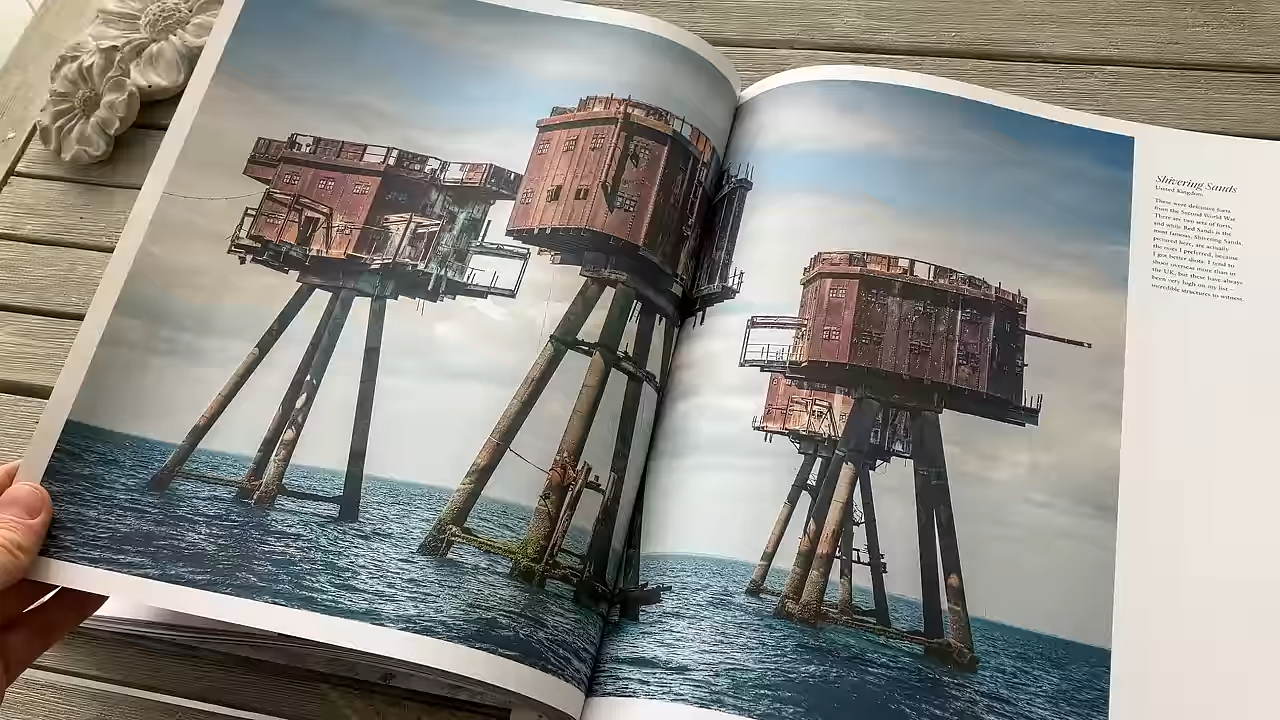 Shivering Sands
United Kingdom
These were defensive forts
from the Second World War.
There are two sets of forts,
and while Red Sands is the
most famous, Shivering Sands,
pictured here, are actually
the ones I preferred, because
I got better shots. I tend to
shoot overseas more than in
the UK, but these have always
been very high on my list –
incredible structures to witness.